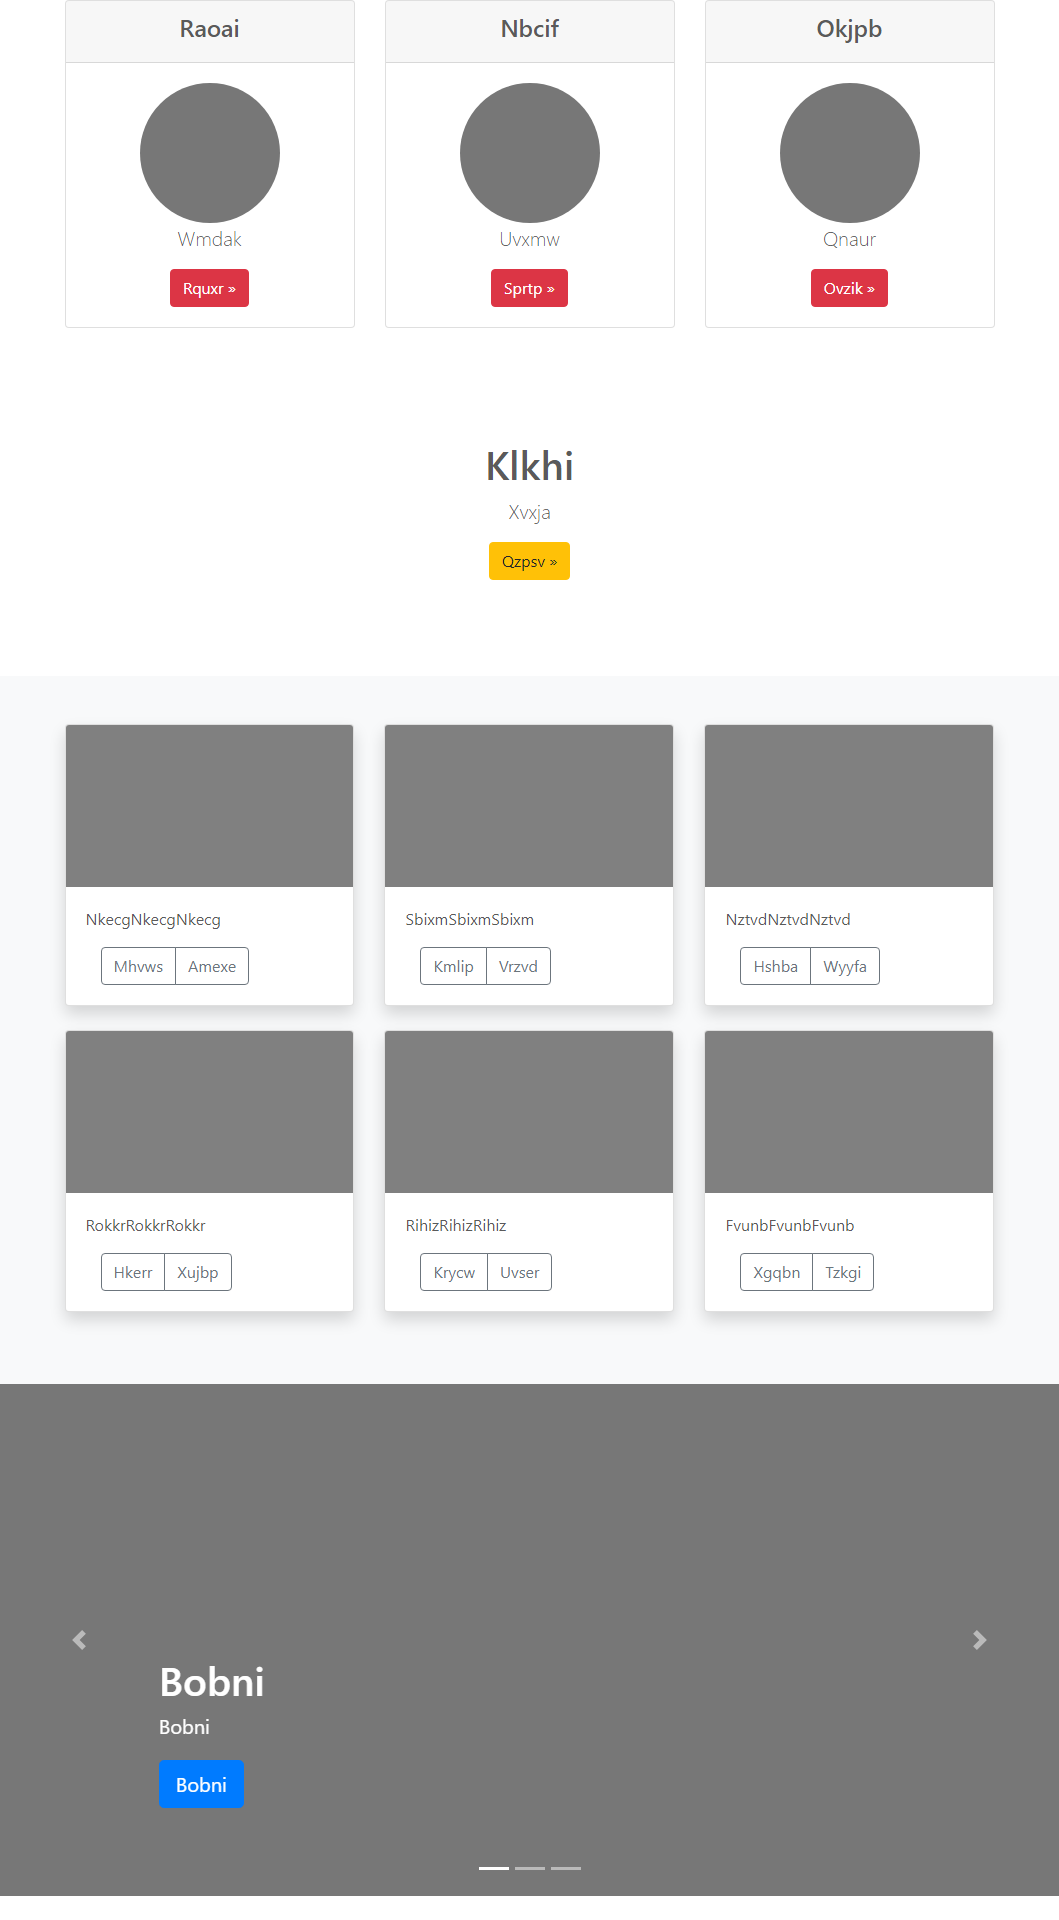 Raoai
Wmdak
Rquxr »
Nbcif
Uvxmw
Sprtp »
Okjpb
Qnaur
Ovzik »
Klkhi
Xvxja
Qzpsv »
NkecgNkecgNkecg
Mhvws Amexe
SbixmSbixmSbixm
Kmlip Vrzvd
NztvdNztvdNztvd
Hshba Wyyfa
RokkrRokkrRokkr
Hkerr Xujbp
RihizRihizRihiz
Krycw Uvser
FvunbFvunbFvunb
Xgqbn Tzkgi
Bobni
Bobni
Bobni